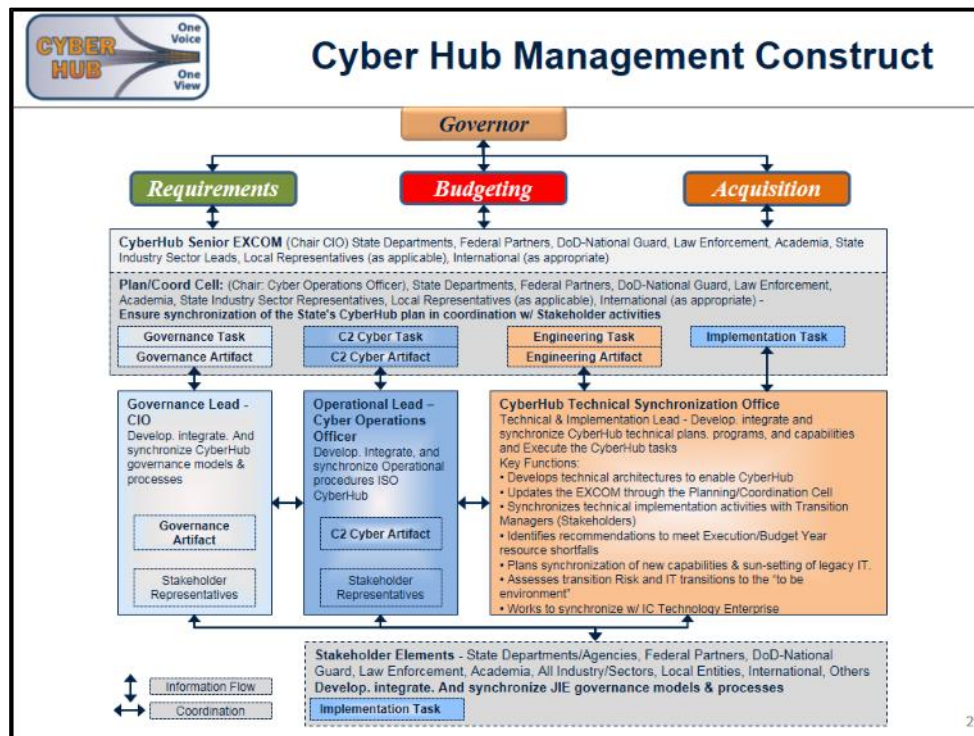 CYBER HUB
One Voice
One View
Cyber Hub Management Construct
Governor
Requirements
Budgeting
Acquisition
CyberHub Senior EXCOM (Chair CIO) State Departments, Federal Partners, DoD-National Guard, Law Enforcement, Academia, State
Industry Sector Leads, Local Representatives (as applicable), International (as appropriate)
Plan/Coord Cell: (Chair: Cyber Operations Officer), State Departments, Federal Partners, DoD-National Guard, Law Enforcement,
Academia, State Industry Sector Representatives, Local Representatives (as applicable), International (as appropriate) -
Ensure synchronization of the State's CyberHub plan in coordination w/ Stakeholder activities
Governance Task
Governance Artifact
C2 Cyber Task
C2 Cyber Artifact
Engineering Task
Engineering Artifact
Implementation Task
Governance Lead -
CIO
Develop. integrate. And
synchronize CyberHub
governance models &
processes
Governance
Artifact
Stakeholder
Representatives
Operational Lead –
Cyber Operations
Officer
Develop. Integrate, and
synchronize Operational
procedures ISO
CyberHub
C2 Cyber Artifact
Stakeholder
Representatives
CyberHub Technical Synchronization Office
Technical & Implementation Lead - Develop. integrate and
synchronize CyberHub technical plans. programs, and capabilities
and Execute the CyberHub tasks
Key Functions:
• Develops technical architectures to enable CyberHub
• Updates the EXCOM through the Planning/Coordination Cell
• Synchronizes technical implementation activities with Transition
Managers (Stakeholders)
• Identifies recommendations to meet Execution/Budget Year
resource shortfalls
• Plans synchronization of new capabilities & sun-setting of legacy IT.
• Assesses transition Risk and IT transitions to the "to be
environment"
• Works to synchronize w/ IC Technology Enterprise
Stakeholder Elements - State Departments/Agencies, Federal Partners, DoD-National
Guard, Law Enforcement, Academia, All Industry/Sectors, Local Entities, International, Others
Develop. integrate. And synchronize JIE governance models & processes
Implementation Task
Information Flow
Coordination
2